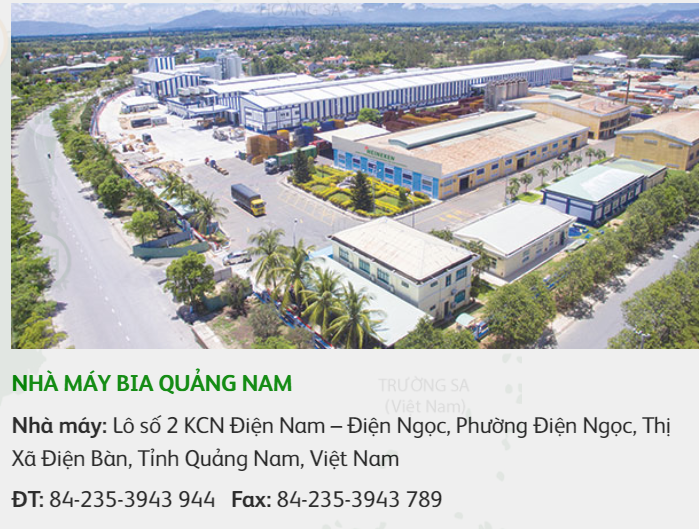 HEINEKEN
NHÀ MÁY BIA QUẢNG NAM
TRƯỜNG SA
(Việt Nam)
Nhà máy: Lô số 2 KCN Điện Nam – Điện Ngọc, Phường Điện Ngọc, Thị
Xã Điện Bàn, Tỉnh Quảng Nam, Việt Nam
ĐT: 84-235-3943 944 Fax: 84-235-3943 789